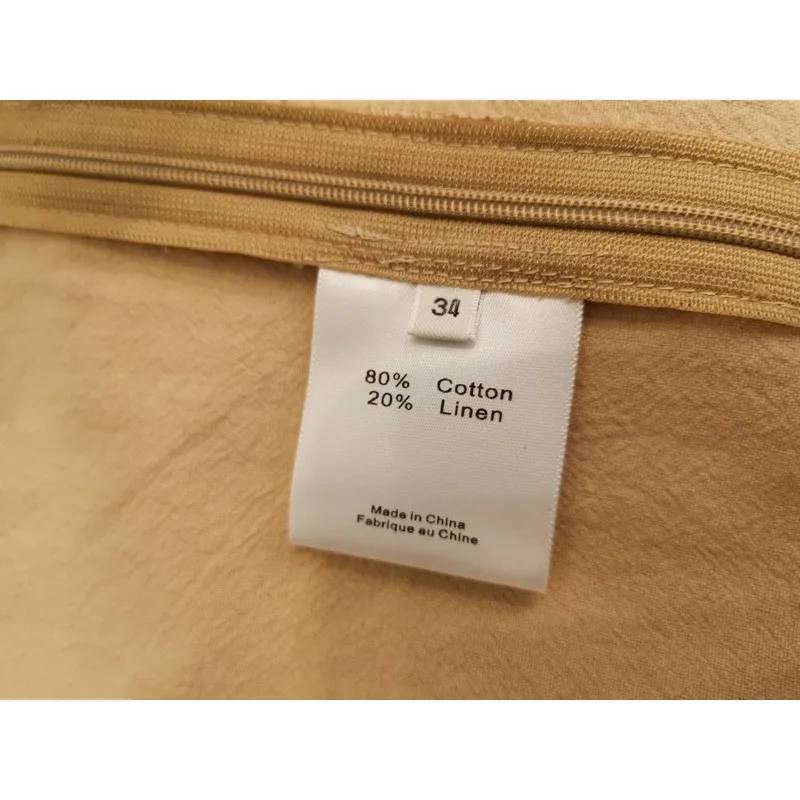 34
80% Cotton
20% Linen
Made in China
Fabrique au Chine